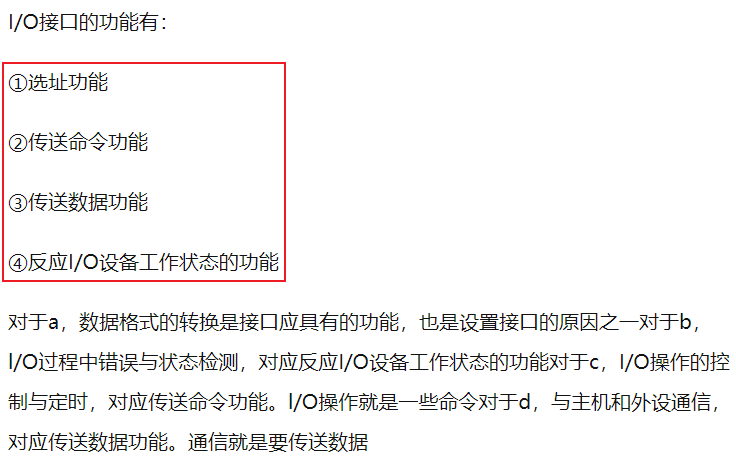 I/O接口的功能有：
①选址功能
②传送命令功能
③传送数据功能
④反应I/O设备工作状态的功能
对于a，数据格式的转换是接口应具有的功能，也是设置接口的原因之一对于b，
I/O过程中错误与状态检测，对应反应I/O设备工作状态的功能对于c，I/O操作的控
制与定时，对应传送命令功能。I/O操作就是一些命令对于d，与主机和外设通信，
对应传送数据功能。通信就是要传送数据